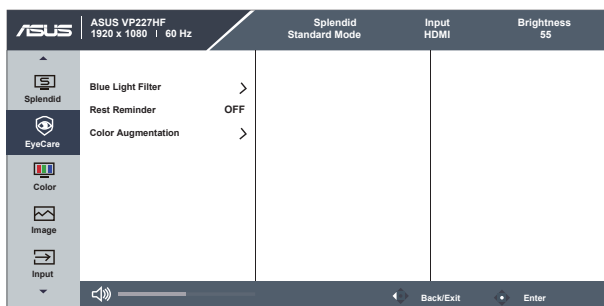 ASUS
ASUS VP227HF
1920 x 1080 | 60 Hz
Splendid
Standard Mode
Input
HDMI
Brightness
55
S
Splendid
EyeCare
Color
Image
Input
Blue Light Filter
Rest Reminder OFF
Color Augmentation
Back/Exit
Enter